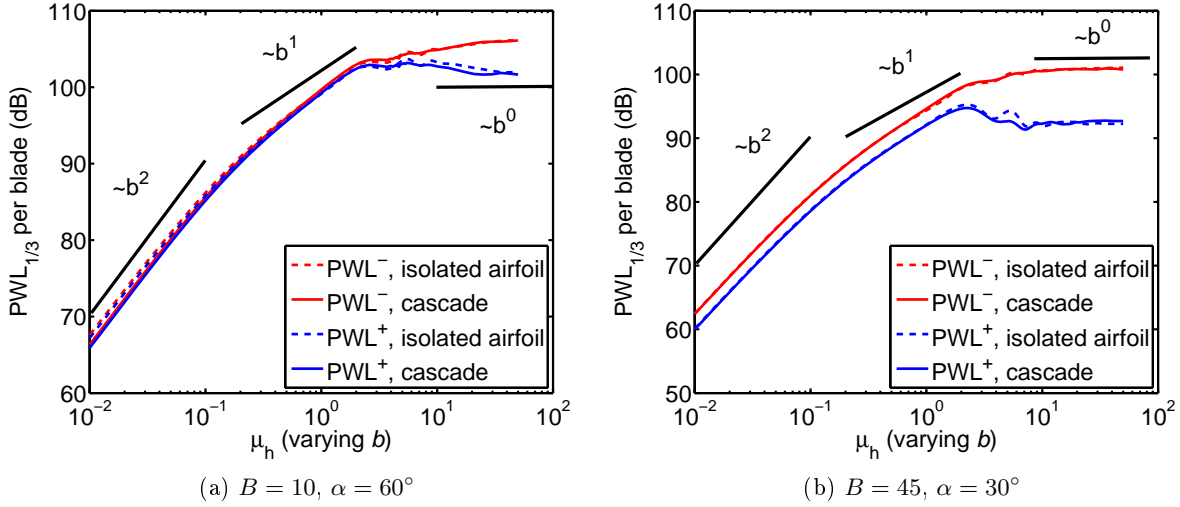 110
100
90
80
70
60
PWL1/3 per blade (dB)
~b²
~b¹
~b⁰
PWL⁻, isolated airfoil
PWL⁻, cascade
PWL⁺, isolated airfoil
PWL⁺, cascade
10⁻² 10⁻¹ 10⁰ 10¹ 10²
μh (varying b)
(a) B = 10, α = 60°
110
100
90
80
70
60
50
PWL1/3 per blade (dB)
~b²
~b¹
~b⁰
PWL⁻, isolated airfoil
PWL⁻, cascade
PWL⁺, isolated airfoil
PWL⁺, cascade
10⁻² 10⁻¹ 10⁰ 10¹ 10²
μh (varying b)
(b) B = 45, α = 30°